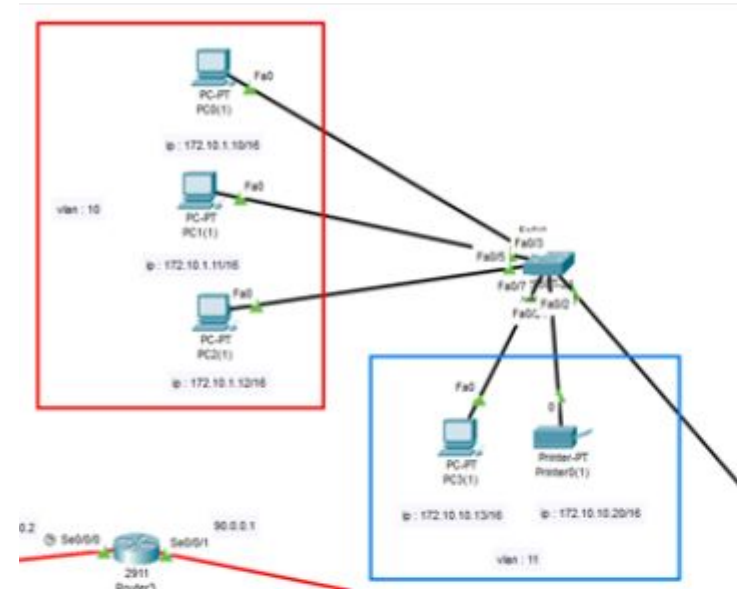 Fa0
PC-PT
PC0(1)
ip : 172.10.1.10/16
Fa0
vlan : 10
PC-PT
PC1(1)
ip : 172.10.1.11/16
Fa0
PC-PT
PC2(1)
ip : 172.10.1.12/16
Fa0/3
Fa0/5
Fa0/7
Fa0/2
Fa0
0
PC-PT
PC3(1)
Printer-PT
Printer0(1)
ip : 172.10.10.13/16
ip : 172.10.10.20/16
vlan : 11
0.2
Se0/0/0
90.0.0.1
Se0/0/1
2911
Router3